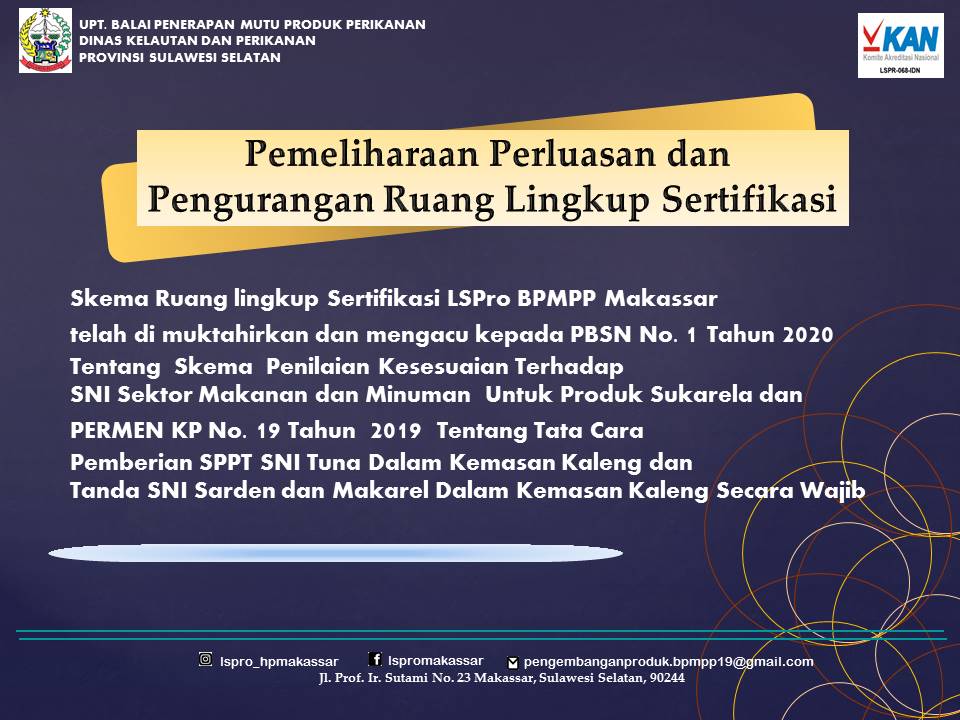 UPT. BALAI PENERAPAN MUTU PRODUK PERIKANAN
DINAS KELAUTAN DAN PERIKANAN
PROVINSI SULAWESI SELATAN
KAN
Komite Akreditasi Nasional
LSPR-068-IDN
Pemeliharaan Perluasan dan
Pengurangan Ruang Lingkup Sertifikasi
Skema Ruang lingkup Sertifikasi LSPro BPMPP Makassar
telah di muktahirkan dan mengacu kepada PBSN No. 1 Tahun 2020
Tentang Skema Penilaian Kesesuaian Terhadap
SNI Sektor Makanan dan Minuman Untuk Produk Sukarela dan
PERMEN KP No. 19 Tahun 2019 Tentang Tata Cara
Pemberian SPPT SNI Tuna Dalam Kemasan Kaleng dan
Tanda SNI Sarden dan Makarel Dalam Kemasan Kaleng Secara Wajib
lspro_hpmakassar lspromakassar pengembanganproduk.bpmpp19@gmail.com
Jl. Prof. Ir. Sutami No. 23 Makassar, Sulawesi Selatan, 90244